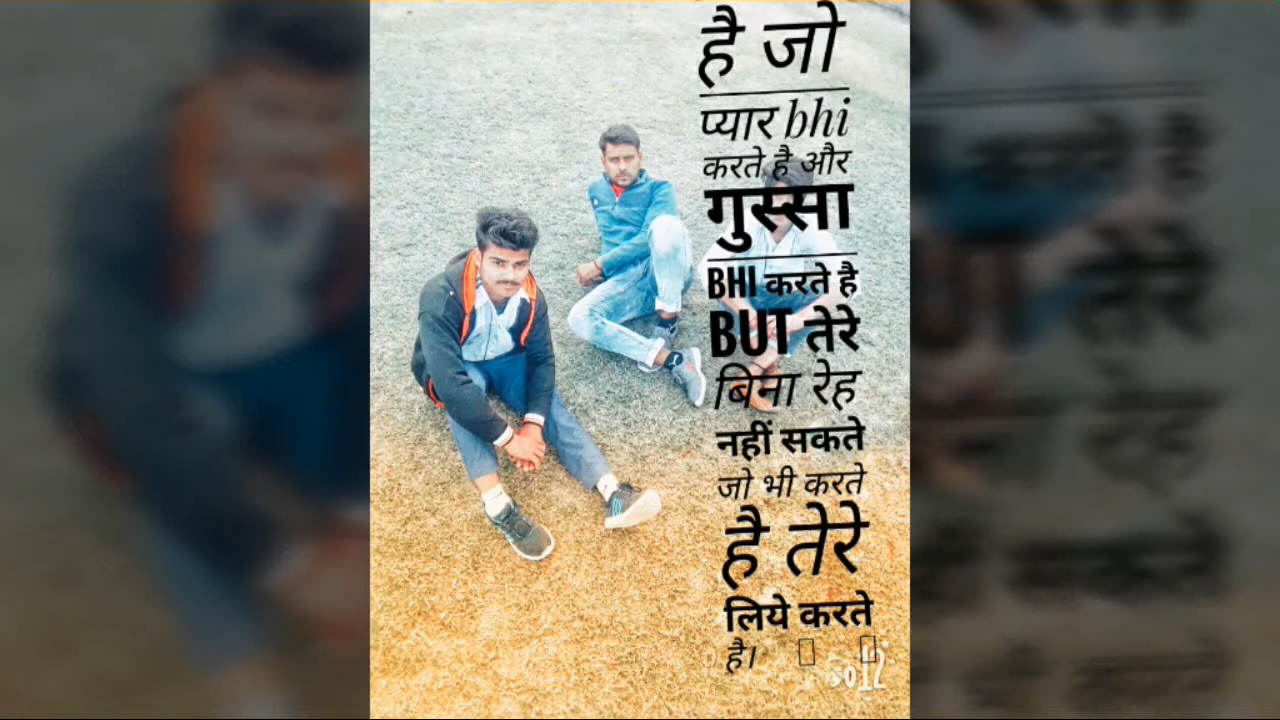 है जो
प्यार bhi
करते है और
गुस्सा
BHI करते है
BUT तेरे
बिना रेह
नहीं सकते
जो भी करते
है तेरे
लिये करते
है।